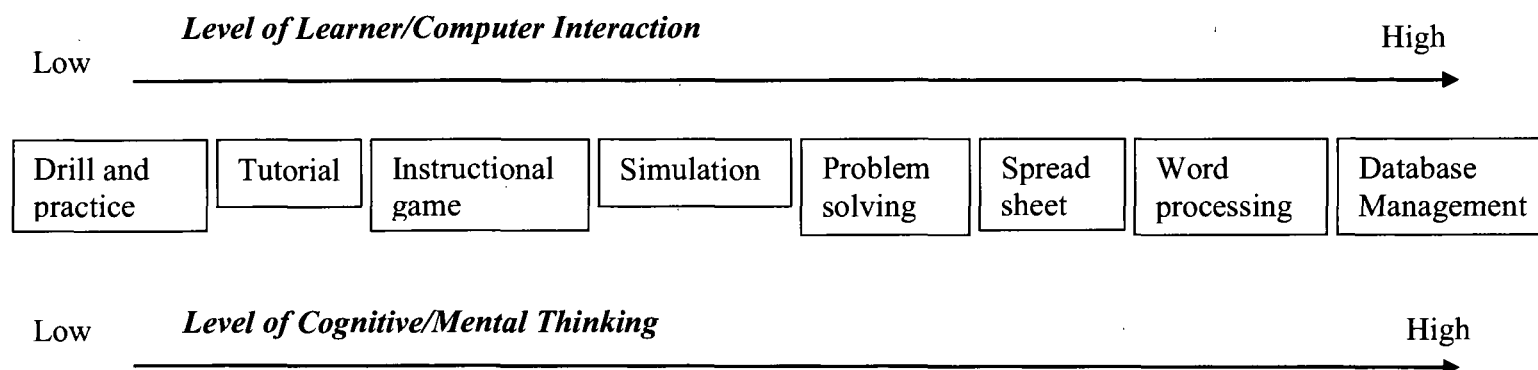 Level of Learner/Computer Interaction
Low
High
Drill and
practice
Tutorial
Instructional
game
Simulation
Problem
solving
Spread
sheet
Word
processing
Database
Management
Low
Level of Cognitive/Mental Thinking
High